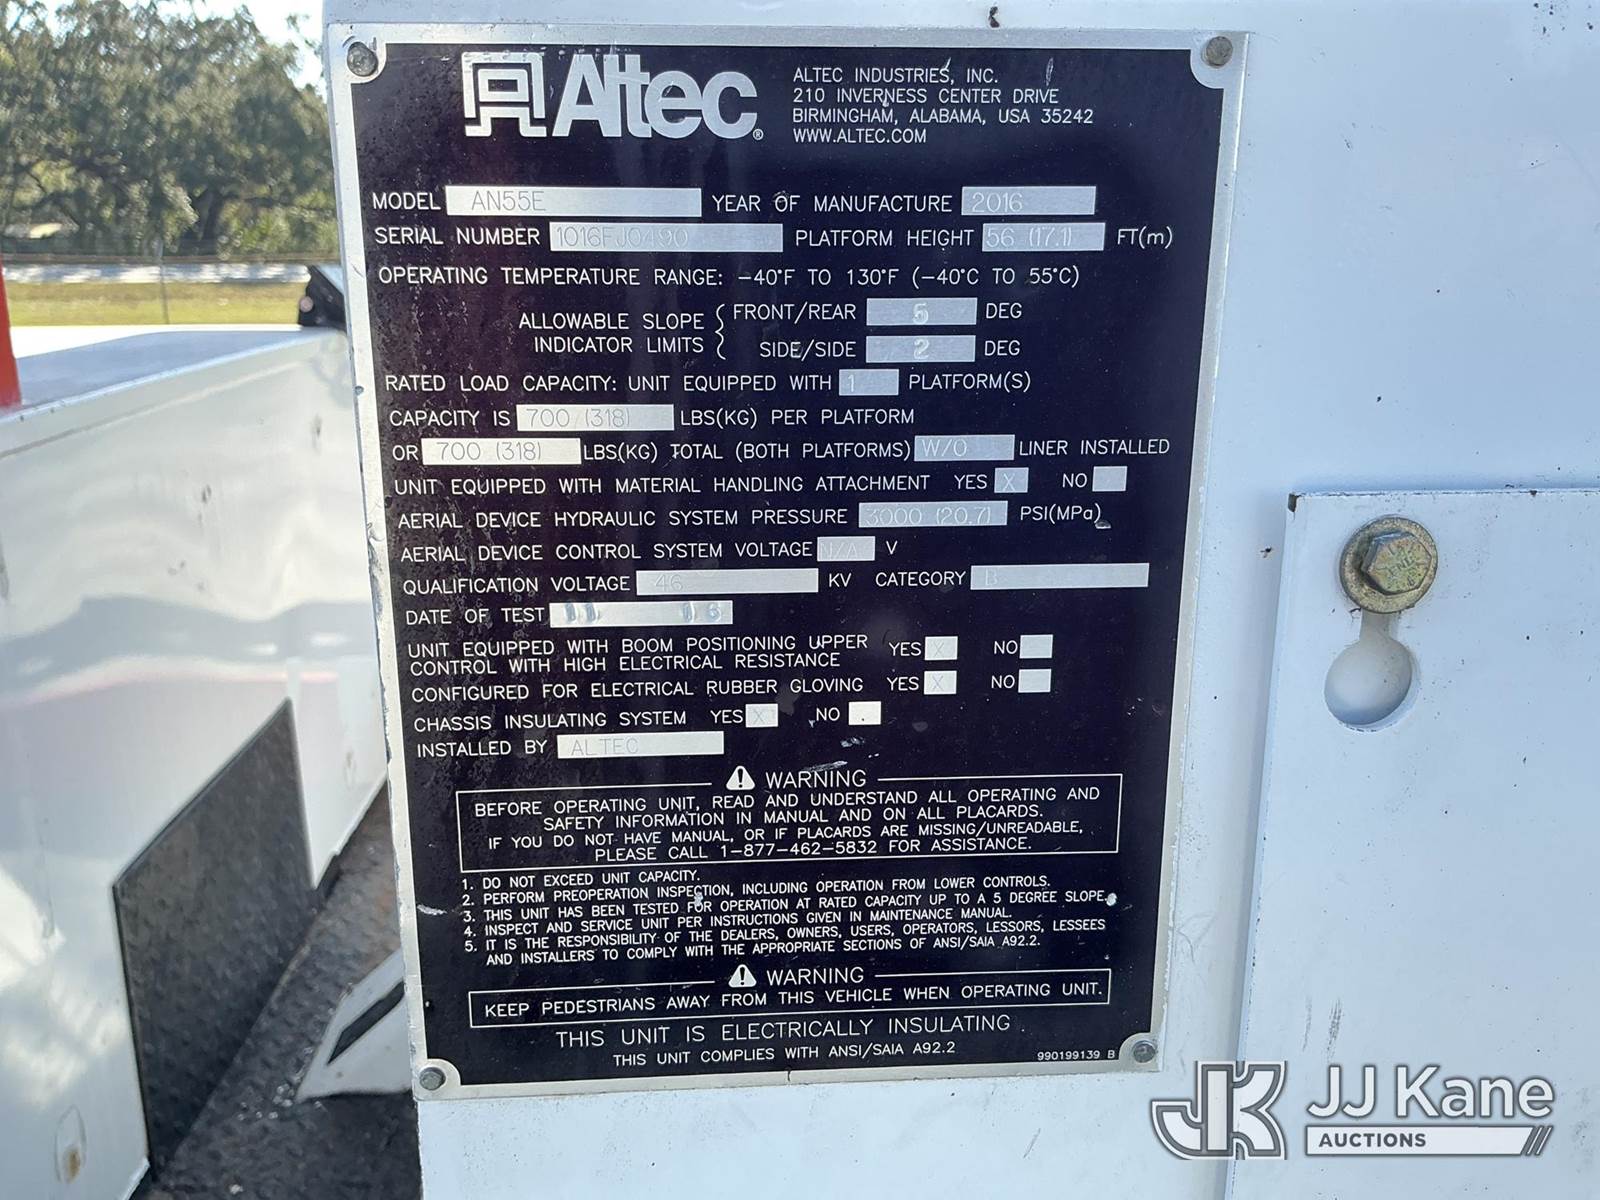 Altec®
ALTEC INDUSTRIES, INC.
210 INVERNESS CENTER DRIVE
BIRMINGHAM, ALABAMA, USA 35242
WWW.ALTEC.COM
MODEL AN55E YEAR OF MANUFACTURE 2016
SERIAL NUMBER 1016FJ0490 PLATFORM HEIGHT 56 (17.1) FT(m)
OPERATING TEMPERATURE RANGE: -40°F TO 130°F (-40°C TO 55°C)
ALLOWABLE SLOPE INDICATOR LIMITS { FRONT/REAR 5 DEG
SIDE/SIDE 2 DEG
RATED LOAD CAPACITY: UNIT EQUIPPED WITH 1 PLATFORM(S)
CAPACITY IS 700 (318) LBS(KG) PER PLATFORM
OR 700 (318) LBS(KG) TOTAL (BOTH PLATFORMS) W/O LINER INSTALLED
UNIT EQUIPPED WITH MATERIAL HANDLING ATTACHMENT YES X NO
AERIAL DEVICE HYDRAULIC SYSTEM PRESSURE 3000 (20.7) PSI(MPa)
AERIAL DEVICE CONTROL SYSTEM VOLTAGE N/A V
QUALIFICATION VOLTAGE 46 KV CATEGORY B
DATE OF TEST 11 16
UNIT EQUIPPED WITH BOOM POSITIONING UPPER
CONTROL WITH HIGH ELECTRICAL RESISTANCE YES X NO
CONFIGURED FOR ELECTRICAL RUBBER GLOVING YES X NO
CHASSIS INSULATING SYSTEM YES X NO
INSTALLED BY ALTEC
WARNING
BEFORE OPERATING UNIT, READ AND UNDERSTAND ALL OPERATING AND
SAFETY INFORMATION IN MANUAL AND ON ALL PLACARDS.
IF YOU DO NOT HAVE MANUAL, OR IF PLACARDS ARE MISSING/UNREADABLE,
PLEASE CALL 1-877-462-5832 FOR ASSISTANCE.
1. DO NOT EXCEED UNIT CAPACITY.
2. PERFORM PREOPERATION INSPECTION, INCLUDING OPERATION FROM LOWER CONTROLS.
3. THIS UNIT HAS BEEN TESTED FOR OPERATION AT RATED CAPACITY UP TO A 5 DEGREE SLOPE.
4. INSPECT AND SERVICE UNIT PER INSTRUCTIONS GIVEN IN MAINTENANCE MANUAL.
5. IT IS THE RESPONSIBILITY OF THE DEALERS, OWNERS, USERS, OPERATORS, LESSORS, LESSEES
AND INSTALLERS TO COMPLY WITH THE APPROPRIATE SECTIONS OF ANSI/SAIA A92.2.
WARNING
KEEP PEDESTRIANS AWAY FROM THIS VEHICLE WHEN OPERATING UNIT.
THIS UNIT IS ELECTRICALLY INSULATING
THIS UNIT COMPLIES WITH ANSI/SAIA A92.2
990199139 B
JK JJ Kane
AUCTIONS